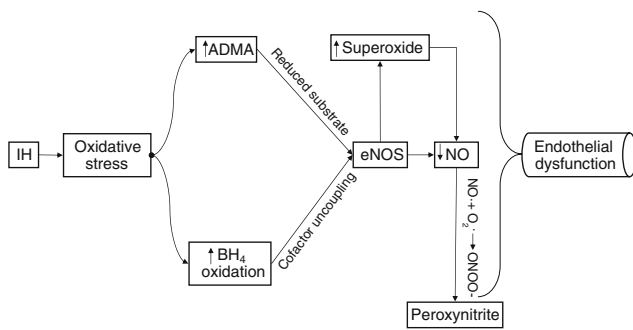 ↑ADMA
↑Superoxide
Reduced substrate
IH
Oxidative
stress
eNOS
↓NO
Endothelial
dysfunction
Cofactor uncoupling
NO·+ O₂·⁻ → ONOO-
↑BH₄
oxidation
Peroxynitrite